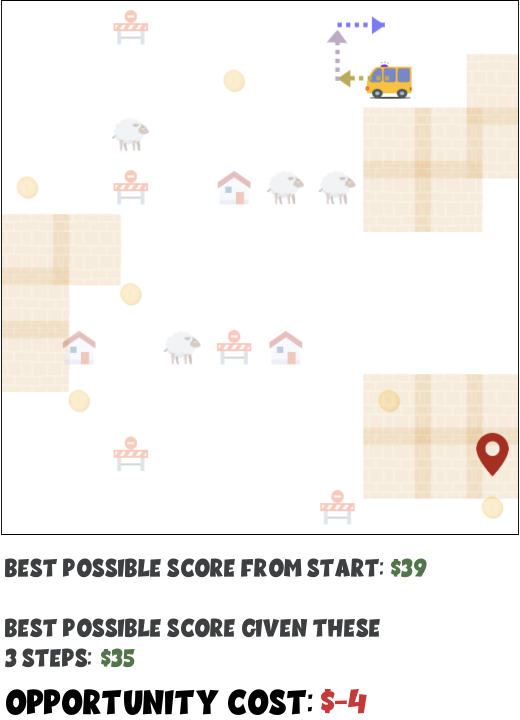 BEST POSSIBLE SCORE FROM START: $39
BEST POSSIBLE SCORE GIVEN THESE
3 STEPS: $35
OPPORTUNITY COST: $-4